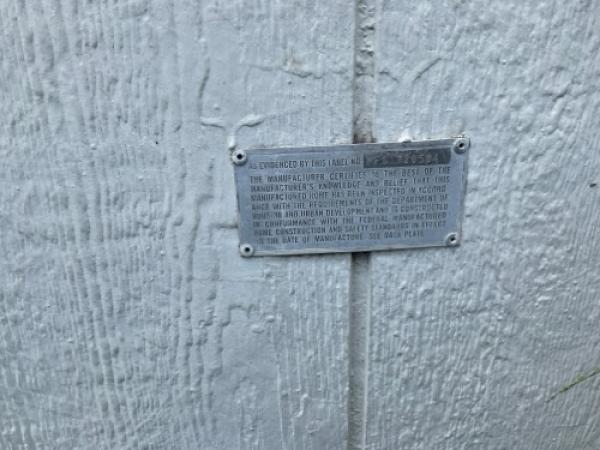 AS EVIDENCED BY THIS LABEL NO.
THE MANUFACTURER CERTIFIES TO THE BEST OF THE
MANUFACTURER'S KNOWLEDGE AND BELIEF THAT THIS
MANUFACTURED HOME HAS BEEN INSPECTED IN ACCORD-
ANCE WITH THE REQUIREMENTS OF THE DEPARTMENT OF
HOUSING AND URBAN DEVELOPMENT AND IS CONSTRUCTED
IN CONFORMANCE WITH THE FEDERAL MANUFACTURED
HOME CONSTRUCTION AND SAFETY STANDARDS IN EFFECT
ON THE DATE OF MANUFACTURE. SEE DATA PLATE